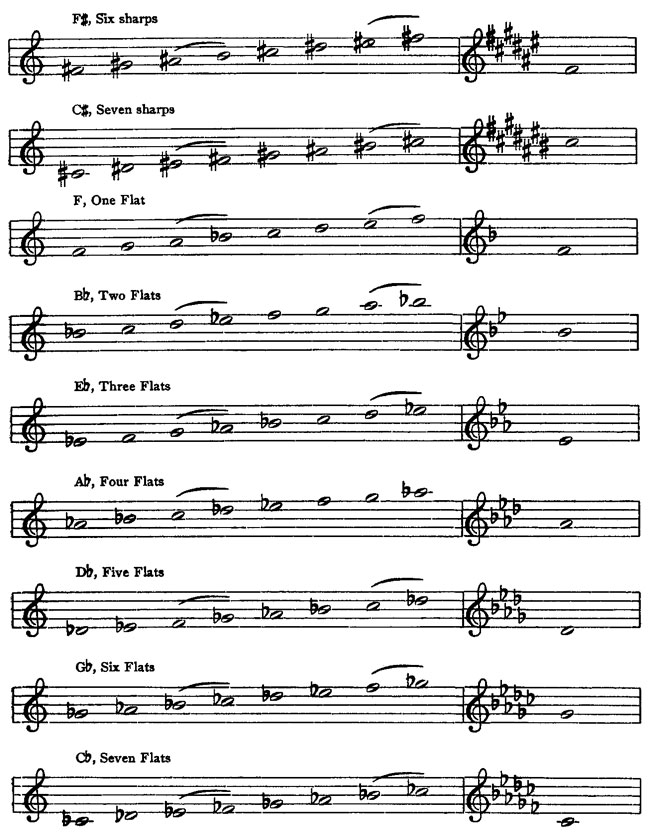 F♯, Six sharps
C♯, Seven sharps
F, One Flat
B♭, Two Flats
E♭, Three Flats
A♭, Four Flats
D♭, Five Flats
G♭, Six Flats
C♭, Seven Flats